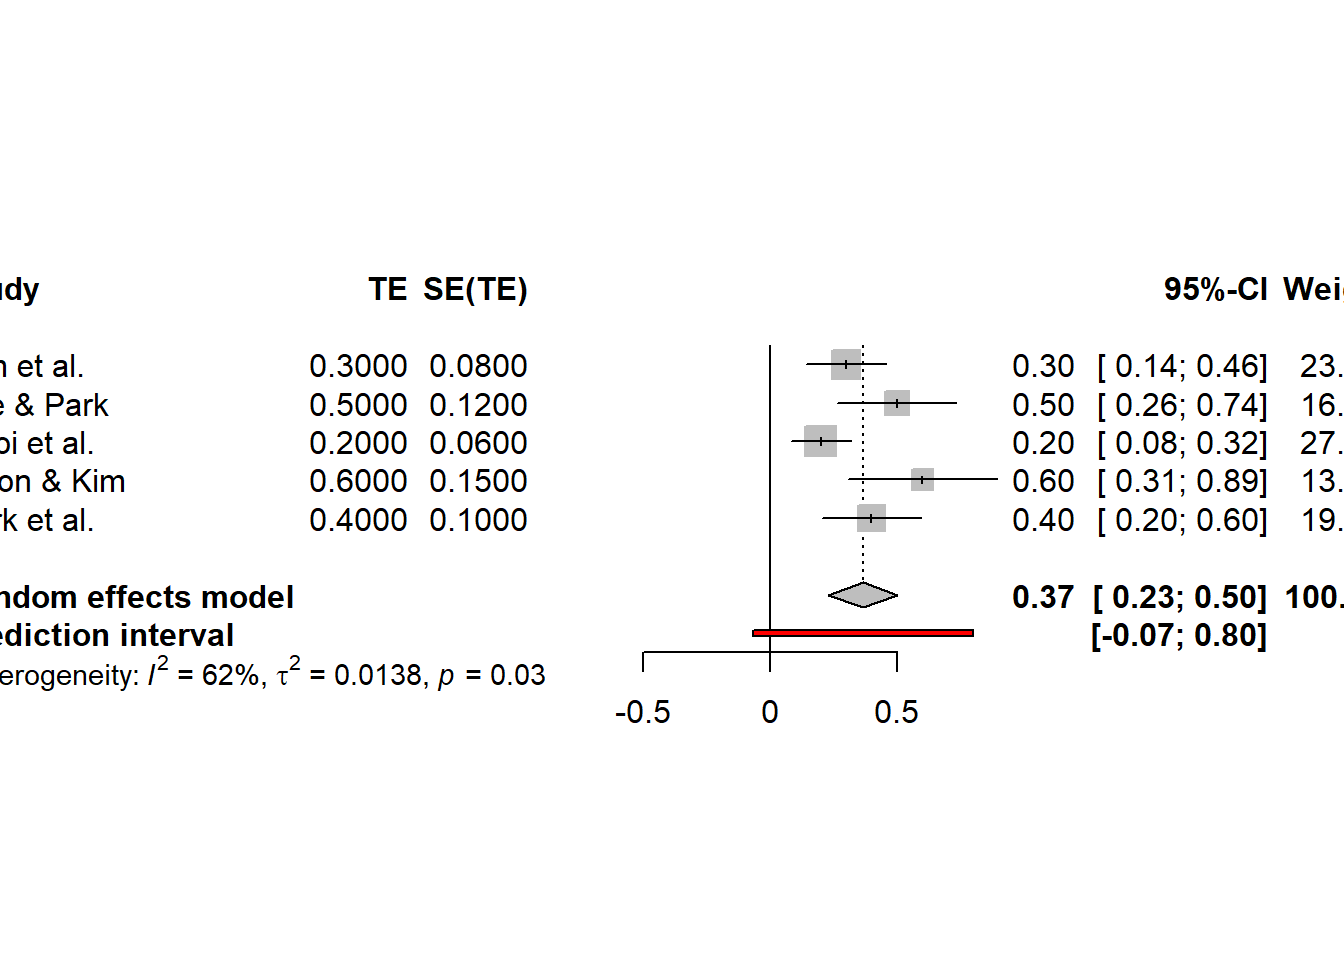 udy TE SE(TE) 95%-CI Wei
n et al. 0.3000 0.0800 0.30 [ 0.14; 0.46] 23.
e & Park 0.5000 0.1200 0.50 [ 0.26; 0.74] 16.
oi et al. 0.2000 0.0600 0.20 [ 0.08; 0.32] 27.
on & Kim 0.6000 0.1500 0.60 [ 0.31; 0.89] 13.
rk et al. 0.4000 0.1000 0.40 [ 0.20; 0.60] 19.
ndom effects model 0.37 [ 0.23; 0.50] 100.
ediction interval [-0.07; 0.80]
erogeneity: I² = 62%, τ² = 0.0138, p = 0.03
-0.5 0 0.5